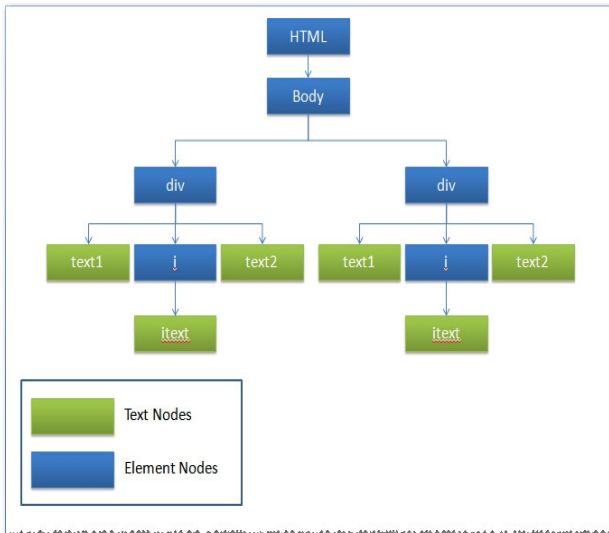 HTML
Body
div div
text1 i text2 text1 i text2
itext itext
Text Nodes
Element Nodes